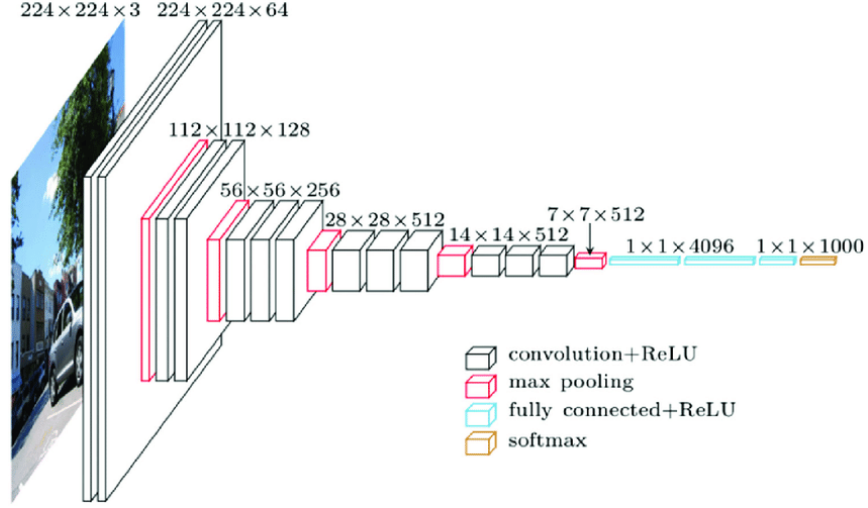 224×224×3
224×224×64
112×112×128
56×56×256
28×28×512
14×14×512
7×7×512
1×1×4096
1×1×1000
convolution+ReLU
max pooling
fully connected+ReLU
softmax